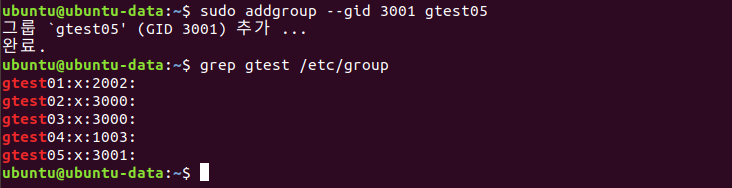 ubuntu@ubuntu-data:~$ sudo addgroup --gid 3001 gtest05
그룹 `gtest05' (GID 3001) 추가 ...
완료.
ubuntu@ubuntu-data:~$ grep gtest /etc/group
gtest01:x:2002:
gtest02:x:3000:
gtest03:x:3000:
gtest04:x:1003:
gtest05:x:3001:
ubuntu@ubuntu-data:~$